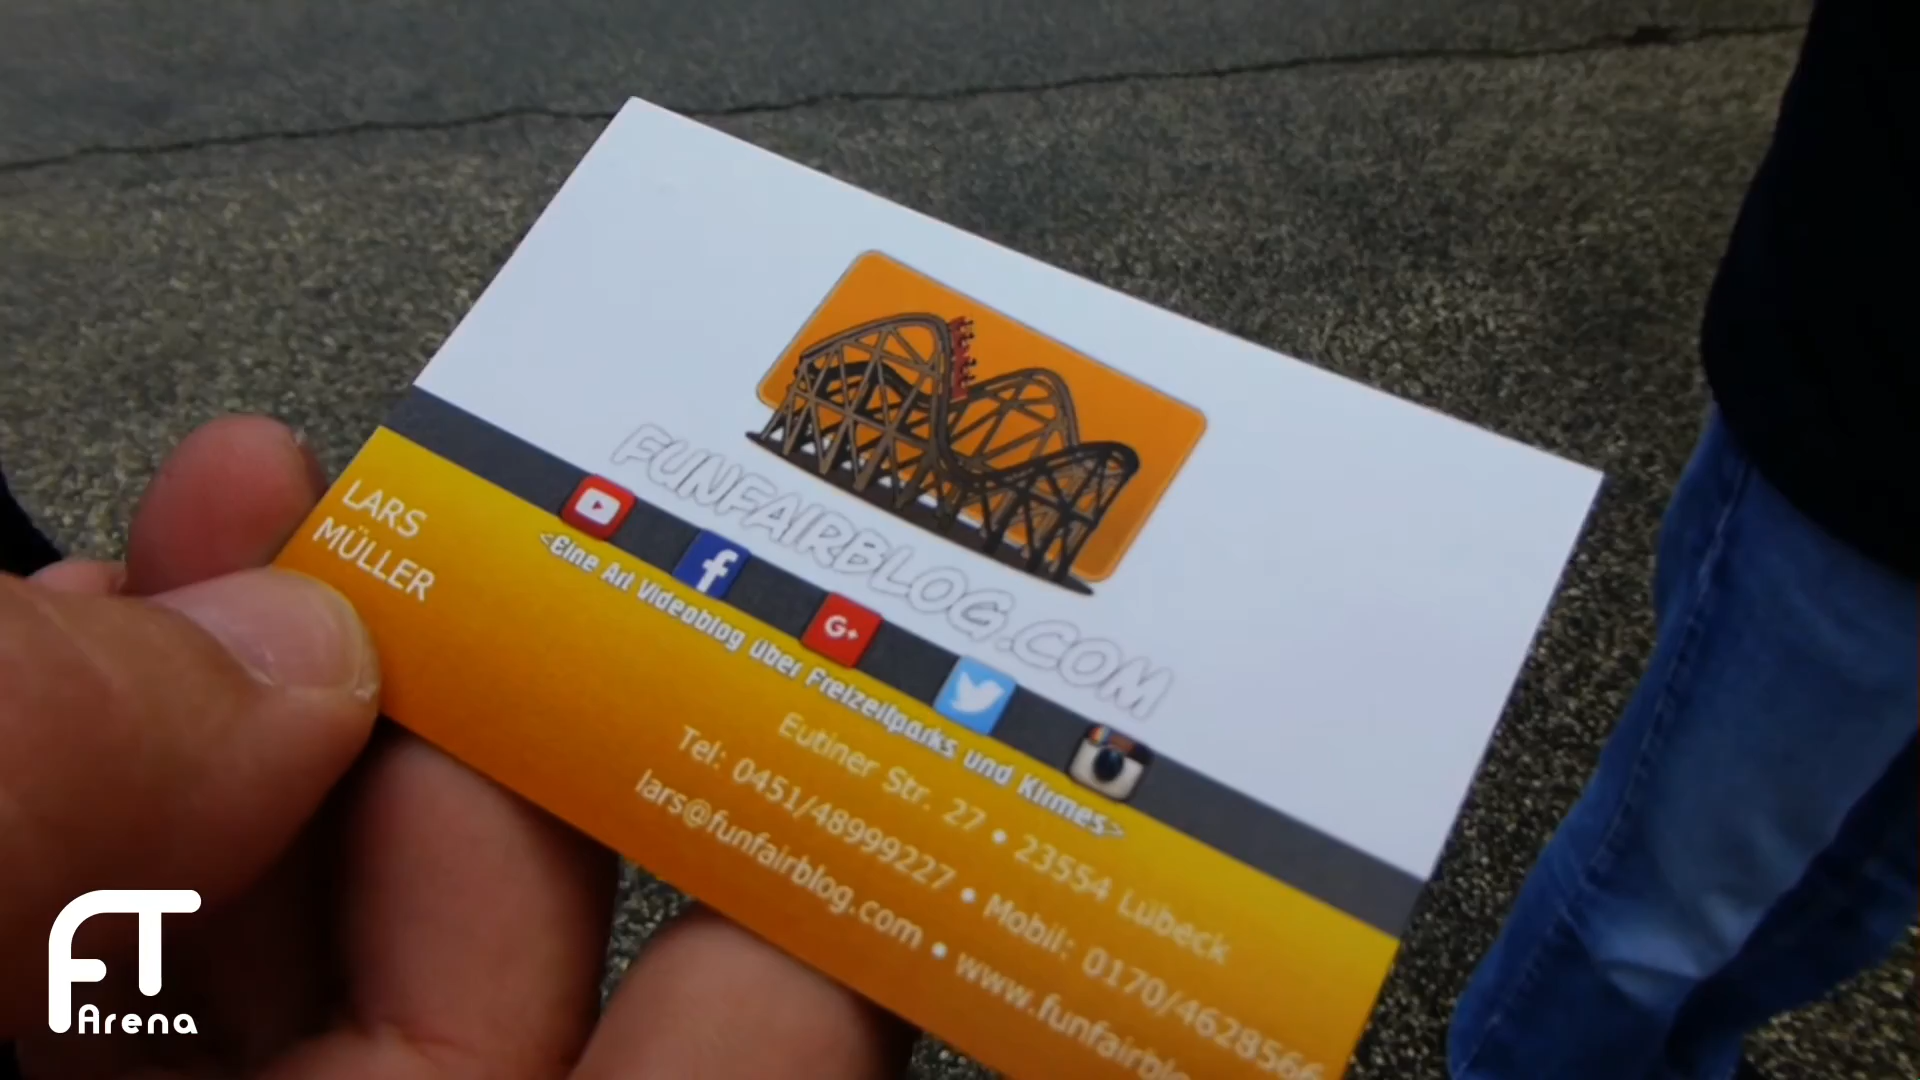 FUNFAIRBLOG.COM
<Eine Art Videoblog über Freizeitparks und Kirmes>
LARS
MÜLLER
Eutiner Str. 27 • 23554 Lübeck
Tel: 0451/48999227 • Mobil: 0170/4628566
lars@funfairblog.com • www.funfairblo
FT
Arena